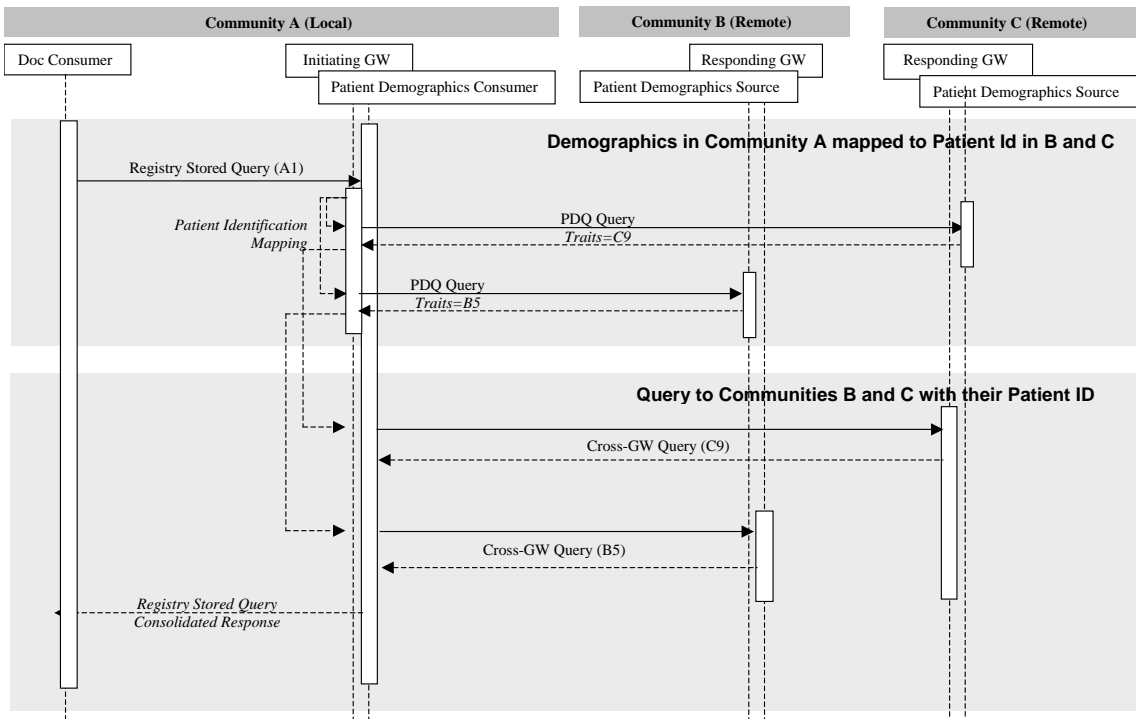 Community A (Local)
Community B (Remote)
Community C (Remote)
Doc Consumer
Initiating GW
Responding GW
Responding GW
Patient Demographics Consumer
Patient Demographics Source
Patient Demographics Source
Demographics in Community A mapped to Patient Id in B and C
Registry Stored Query (A1)
Patient Identification
Mapping
PDQ Query
Traits=C9
PDQ Query
Traits=B5
Query to Communities B and C with their Patient ID
Cross-GW Query (C9)
Cross-GW Query (B5)
Registry Stored Query
Consolidated Response